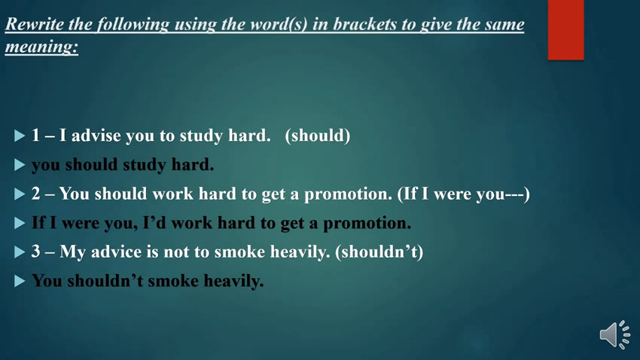 Rewrite the following using the word(s) in brackets to give the same
meaning:
1 – I advise you to study hard. (should)
you should study hard.
2 – You should work hard to get a promotion. (If I were you---)
If I were you, I’d work hard to get a promotion.
3 – My advice is not to smoke heavily. (shouldn’t)
You shouldn’t smoke heavily.